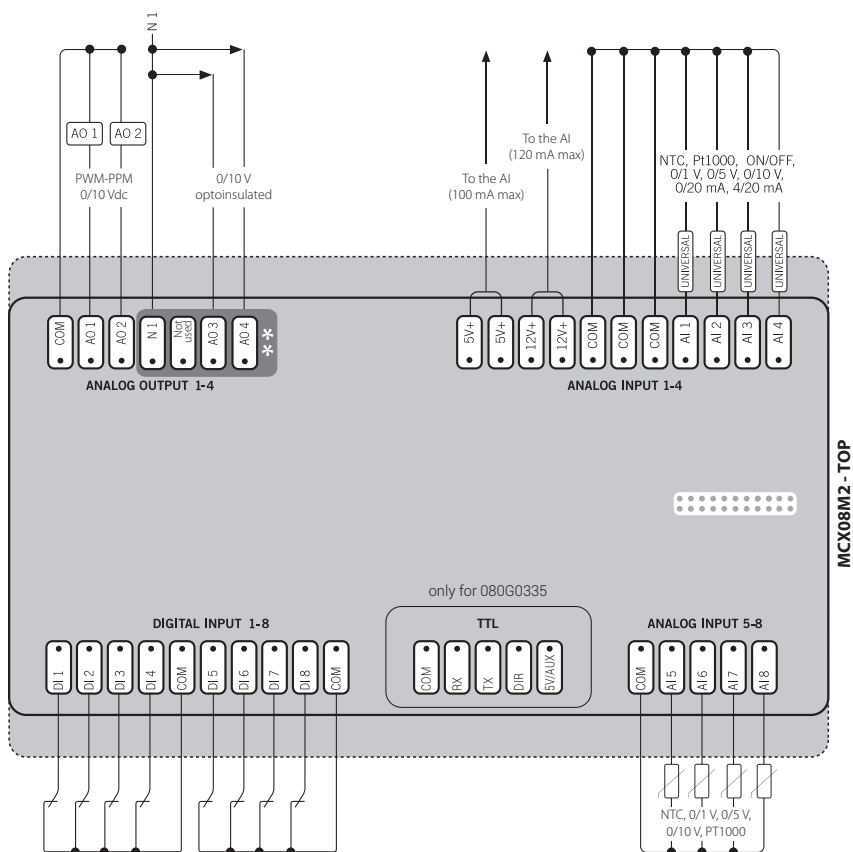 N 1
AO 1
AO 2
PWM-PPM
0/10 Vdc
0/10 V
optoinsulated
To the AI
(100 mA max)
To the AI
(120 mA max)
NTC, Pt1000, ON/OFF,
0/1 V, 0/5 V, 0/10 V,
0/20 mA, 4/20 mA
UNIVERSAL
UNIVERSAL
UNIVERSAL
UNIVERSAL
COM
AO 1
AO 2
N 1
Not
used
AO 3
AO 4
**
5V+
5V+
12V+
12V+
COM
COM
COM
AI 1
AI 2
AI 3
AI 4
ANALOG OUTPUT 1-4
ANALOG INPUT 1-4
MCX08M2 - TOP
only for 080G0335
DIGITAL INPUT 1-8
TTL
ANALOG INPUT 5-8
DI 1
DI 2
DI 3
DI 4
COM
DI 5
DI 6
DI 7
DI 8
COM
COM
RX
TX
DIR
5V/AUX
COM
AI 5
AI 6
AI 7
AI 8
NTC, 0/1 V, 0/5 V,
0/10 V, PT1000